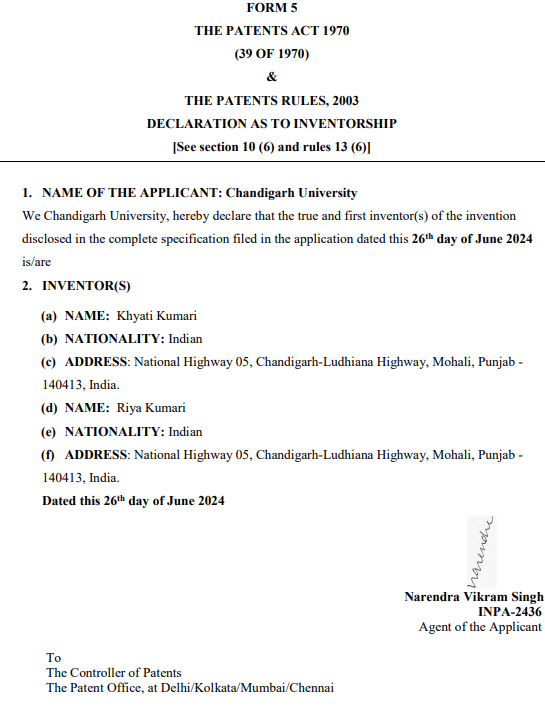 FORM 5
THE PATENTS ACT 1970
(39 OF 1970)
&
THE PATENTS RULES, 2003
DECLARATION AS TO INVENTORSHIP
[See section 10 (6) and rules 13 (6)]
1. NAME OF THE APPLICANT: Chandigarh University
We Chandigarh University, hereby declare that the true and first inventor(s) of the invention
disclosed in the complete specification filed in the application dated this 26th day of June 2024
is/are
2. INVENTOR(S)
(a) NAME: Khyati Kumari
(b) NATIONALITY: Indian
(c) ADDRESS: National Highway 05, Chandigarh-Ludhiana Highway, Mohali, Punjab -
140413, India.
(d) NAME: Riya Kumari
(e) NATIONALITY: Indian
(f) ADDRESS: National Highway 05, Chandigarh-Ludhiana Highway, Mohali, Punjab -
140413, India.
Dated this 26th day of June 2024
narendre
Narendra Vikram Singh
INPA-2436
Agent of the Applicant
To
The Controller of Patents
The Patent Office, at Delhi/Kolkata/Mumbai/Chennai